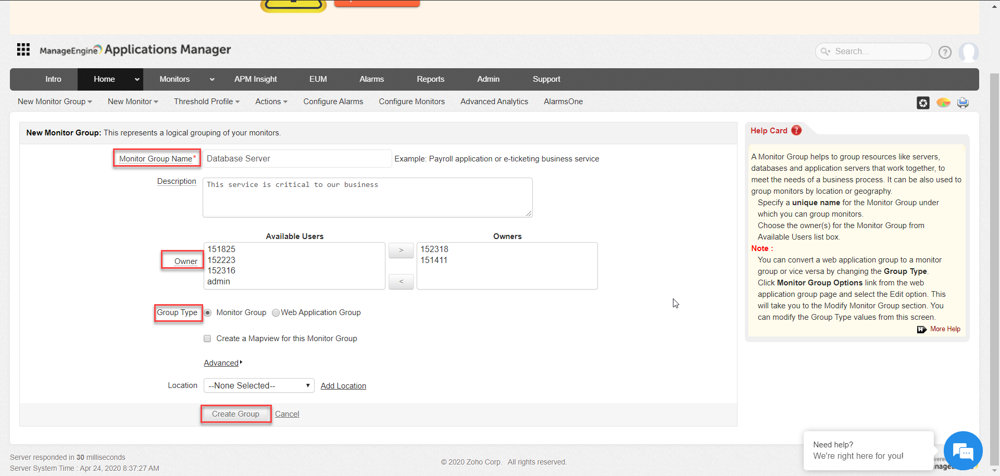 ManageEngine Applications Manager
Search...
?
Intro Home Monitors APM Insight EUM Alarms Reports Admin Support
New Monitor Group New Monitor Threshold Profile Actions Configure Alarms Configure Monitors Advanced Analytics AlarmsOne
New Monitor Group: This represents a logical grouping of your monitors.
Monitor Group Name* Database Server Example: Payroll application or e-ticketing business service
Description This service is critical to our business
Available Users Owners
Owner
151825
152223
152316
admin
>
<
152318
151411
Group Type Monitor Group Web Application Group
Create a Mapview for this Monitor Group
Advanced
Location --None Selected-- Add Location
Create Group Cancel
Help Card ?
A Monitor Group helps to group resources like servers,
databases and application servers that work together, to
meet the needs of a business process. It can be also used to
group monitors by location or geography.
Specify a unique name for the Monitor Group under
which you can group monitors.
Choose the owner(s) for the Monitor Group from
Available Users list box.
Note :
You can convert a web application group to a monitor
group or vice versa by changing the Group Type.
Click Monitor Group Options link from the web
application group page and select the Edit option. This
will take you to the Modify Monitor Group section. You
can modify the Group Type values from this screen.
More Help
Need help?
We're right here for you!
Server responded in 30 milliseconds
Server System Time : Apr 24, 2020 8:37:27 AM
© 2020 Zoho Corp. All rights reserved.